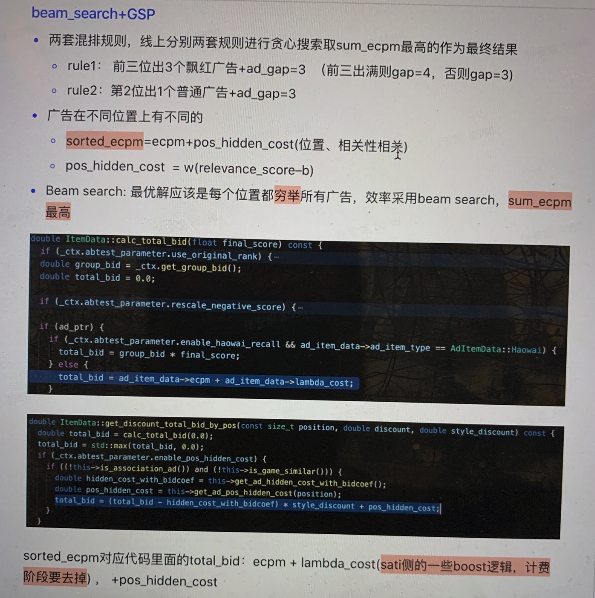 beam_search+GSP
• 两套混排规则，线上分别两套规则进行贪心搜索取sum_ecpm最高的作为最终结果
◦ rule1： 前三位出3个飘红广告+ad_gap=3 （前三出满则gap=4，否则gap=3)
◦ rule2：第2位出1个普通广告+ad_gap=3
• 广告在不同位置上有不同的
◦ sorted_ecpm=ecpm+pos_hidden_cost(位置、相关性相关)
◦ pos_hidden_cost = w(relevance_score–b)
• Beam search: 最优解应该是每个位置都穷举所有广告，效率采用beam search，sum_ecpm
最高
double ItemData::calc_total_bid(float final_score) const {
if (_ctx.abtest_parameter.use_original_rank) {…
double group_bid = _ctx.get_group_bid();
double total_bid = 0.0;
if (_ctx.abtest_parameter.rescale_negative_score) {…
if (ad_ptr) {
if (_ctx.abtest_parameter.enable_haowai_recall && ad_item_data->ad_item_type == AdItemData::Haowai) {
total_bid = group_bid * final_score;
} else {
total_bid = ad_item_data->ecpm + ad_item_data->lambda_cost;
}
double ItemData::get_discount_total_bid_by_pos(const size_t position, double discount, double style_discount) const {
double total_bid = calc_total_bid(0.0);
total_bid = std::max(total_bid, 0.0);
if (_ctx.abtest_parameter.enable_pos_hidden_cost) {
if ((!this->is_association_ad()) and (!this->is_game_similar())) {
double hidden_cost_with_bidcoef = this->get_ad_hidden_cost_with_bidcoef();
double pos_hidden_cost = this->get_ad_pos_hidden_cost(position);
total_bid = (total_bid - hidden_cost_with_bidcoef) * style_discount + pos_hidden_cost;
}
}
sorted_ecpm对应代码里面的total_bid：ecpm + lambda_cost(sati侧的一些boost逻辑，计费
阶段要去掉) ， +pos_hidden_cost